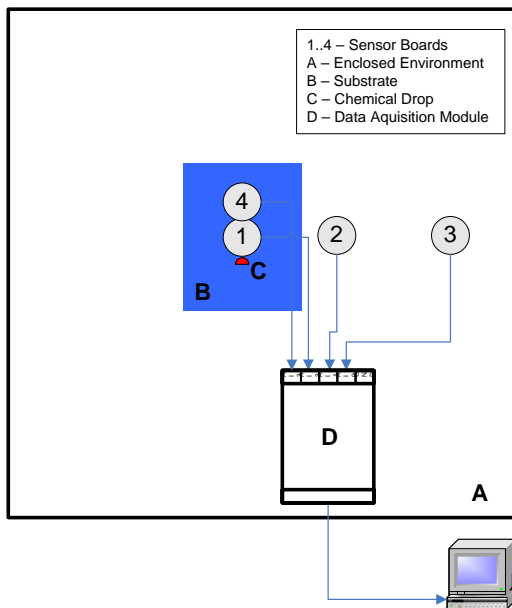 1..4 – Sensor Boards
A – Enclosed Environment
B – Substrate
C – Chemical Drop
D – Data Aquisition Module
4
1
2
3
C
B
D
A